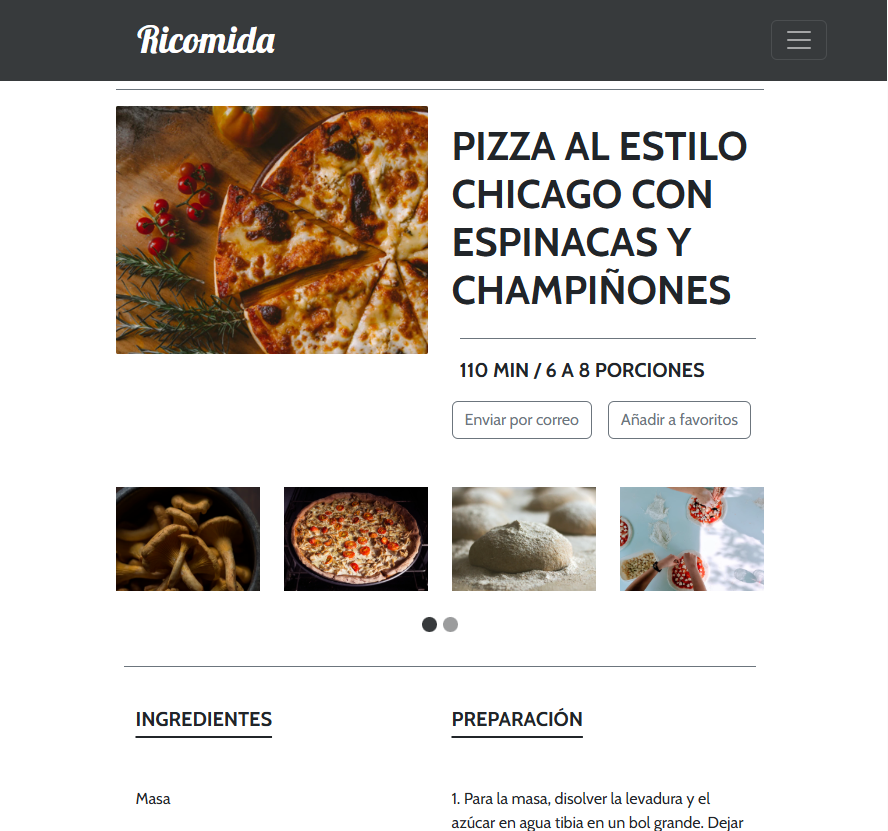 Ricomida
PIZZA AL ESTILO
CHICAGO CON
ESPINACAS Y
CHAMPIÑONES
110 MIN / 6 A 8 PORCIONES
Enviar por correo
Añadir a favoritos
INGREDIENTES
PREPARACIÓN
Masa
1. Para la masa, disolver la levadura y el
azúcar en agua tibia en un bol grande. Dejar